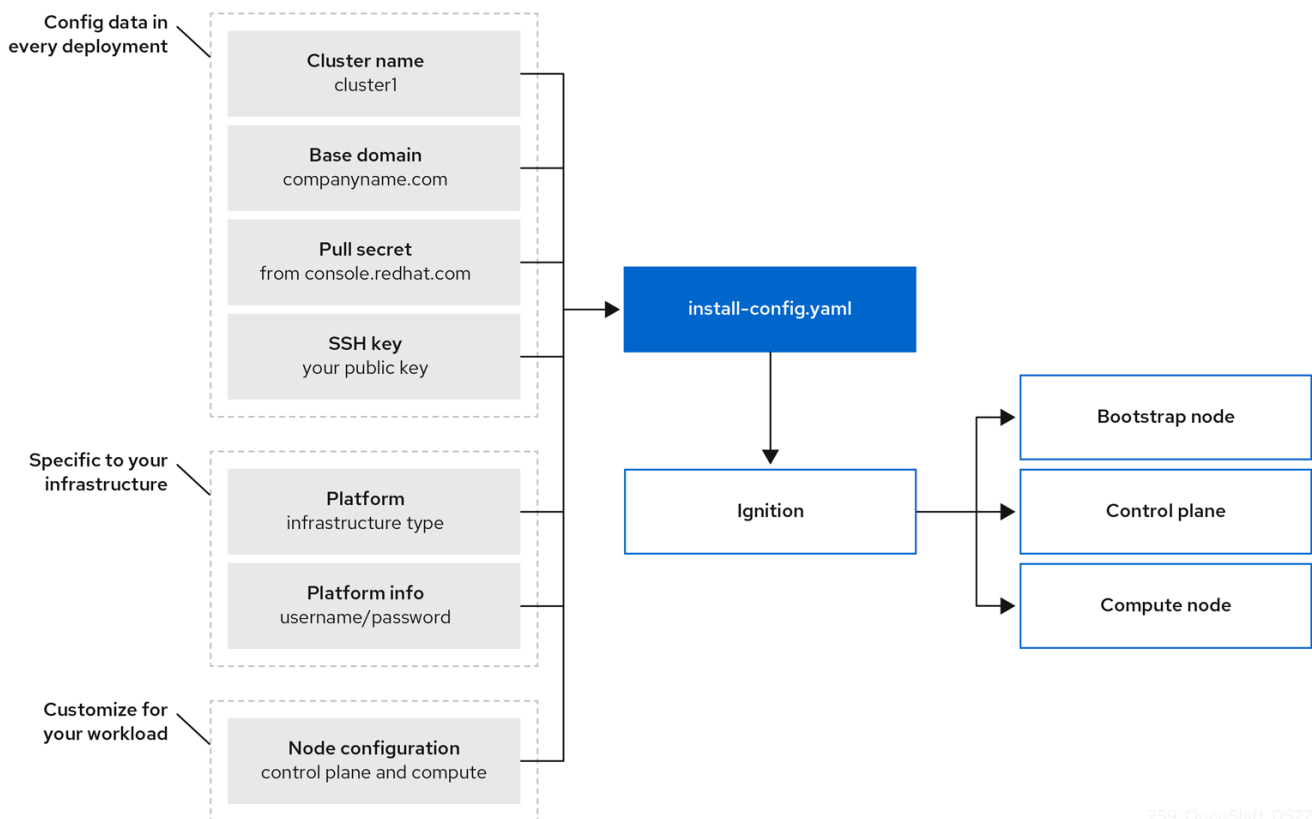 Config data in
every deployment
Cluster name
cluster1
Base domain
companyname.com
Pull secret
from console.redhat.com
SSH key
your public key
install-config.yaml
Specific to your
infrastructure
Platform
infrastructure type
Platform info
username/password
Ignition
Bootstrap node
Control plane
Compute node
Customize for
your workload
Node configuration
control plane and compute
259_OpenShift_0522